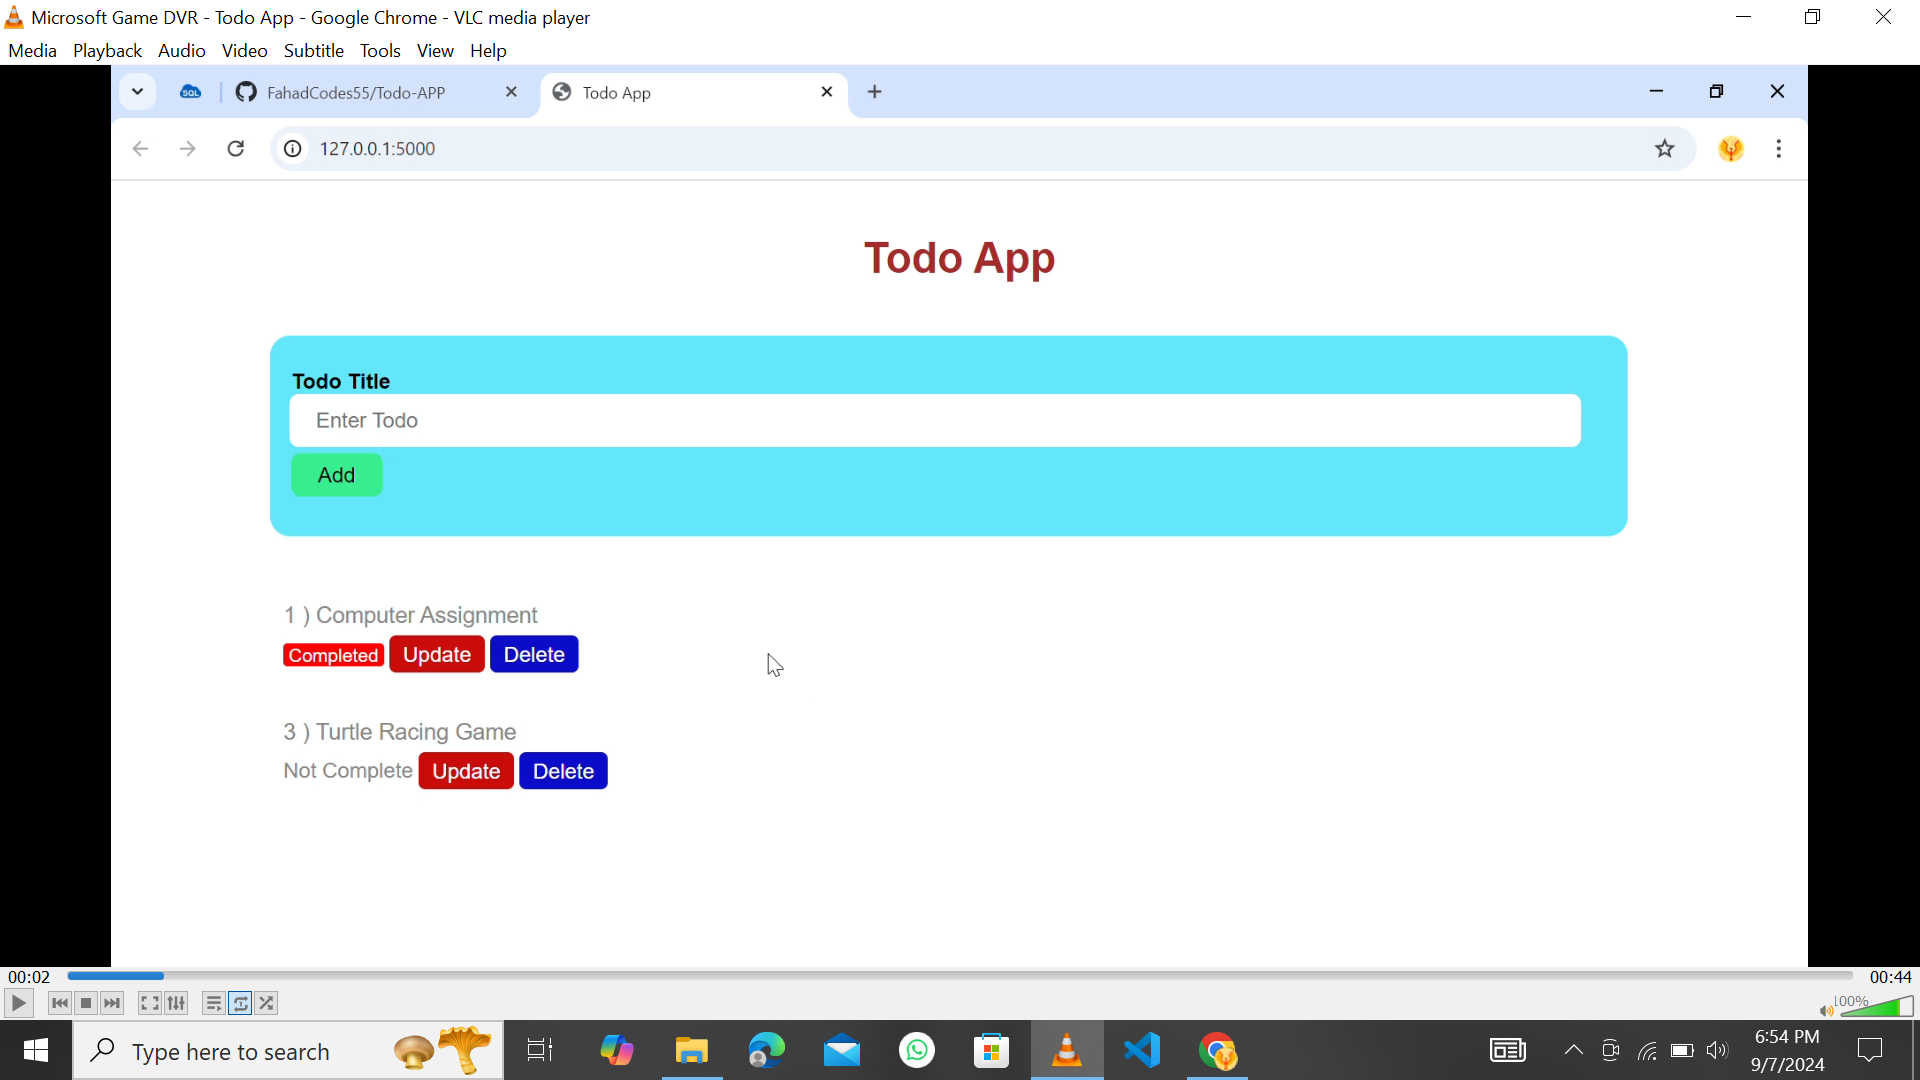 Microsoft Game DVR - Todo App - Google Chrome - VLC media player
Media Playback Audio Video Subtitle Tools View Help
SQL FahadCodes55/Todo-APP Todo App
127.0.0.1:5000
Todo App
Todo Title
Enter Todo
Add
1 ) Computer Assignment
Completed Update Delete
3 ) Turtle Racing Game
Not Complete Update Delete
00:02 00:44
100%
Type here to search
6:54 PM
9/7/2024